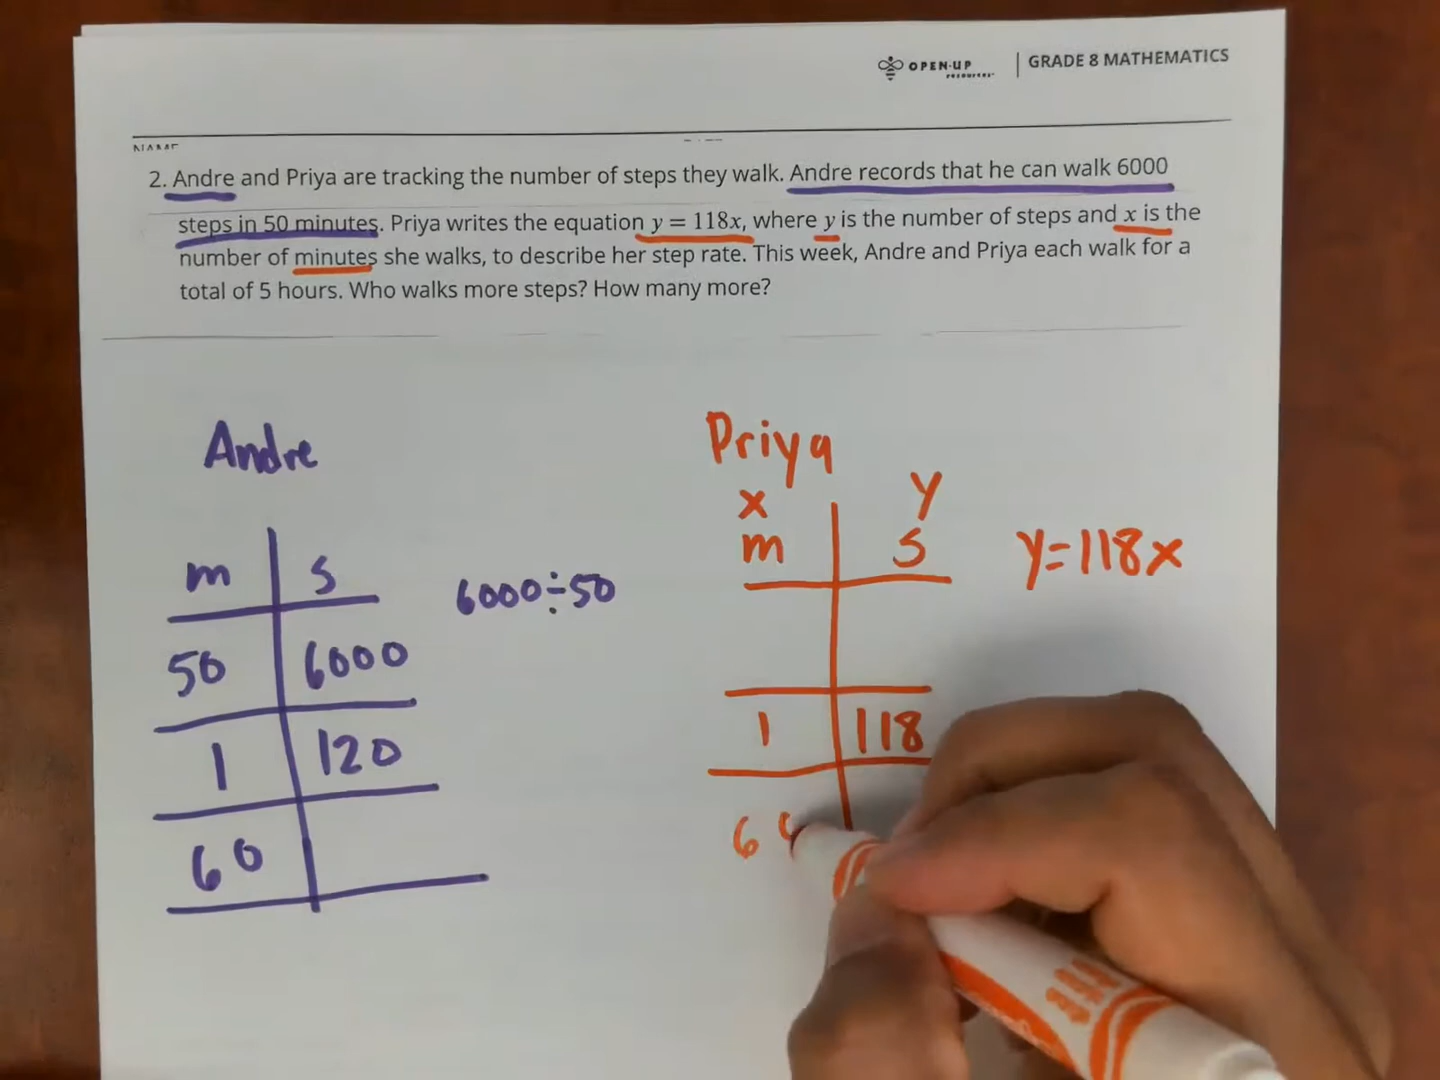 OPEN-UP
RESOURCES | GRADE 8 MATHEMATICS
2. Andre and Priya are tracking the number of steps they walk. Andre records that he can walk 6000
steps in 50 minutes. Priya writes the equation y = 118x, where y is the number of steps and x is the
number of minutes she walks, to describe her step rate. This week, Andre and Priya each walk for a
total of 5 hours. Who walks more steps? How many more?
Andre
m s
50 6000
1 120
60
6000÷50
Priya
x y
m s
1 118
6
y=118x